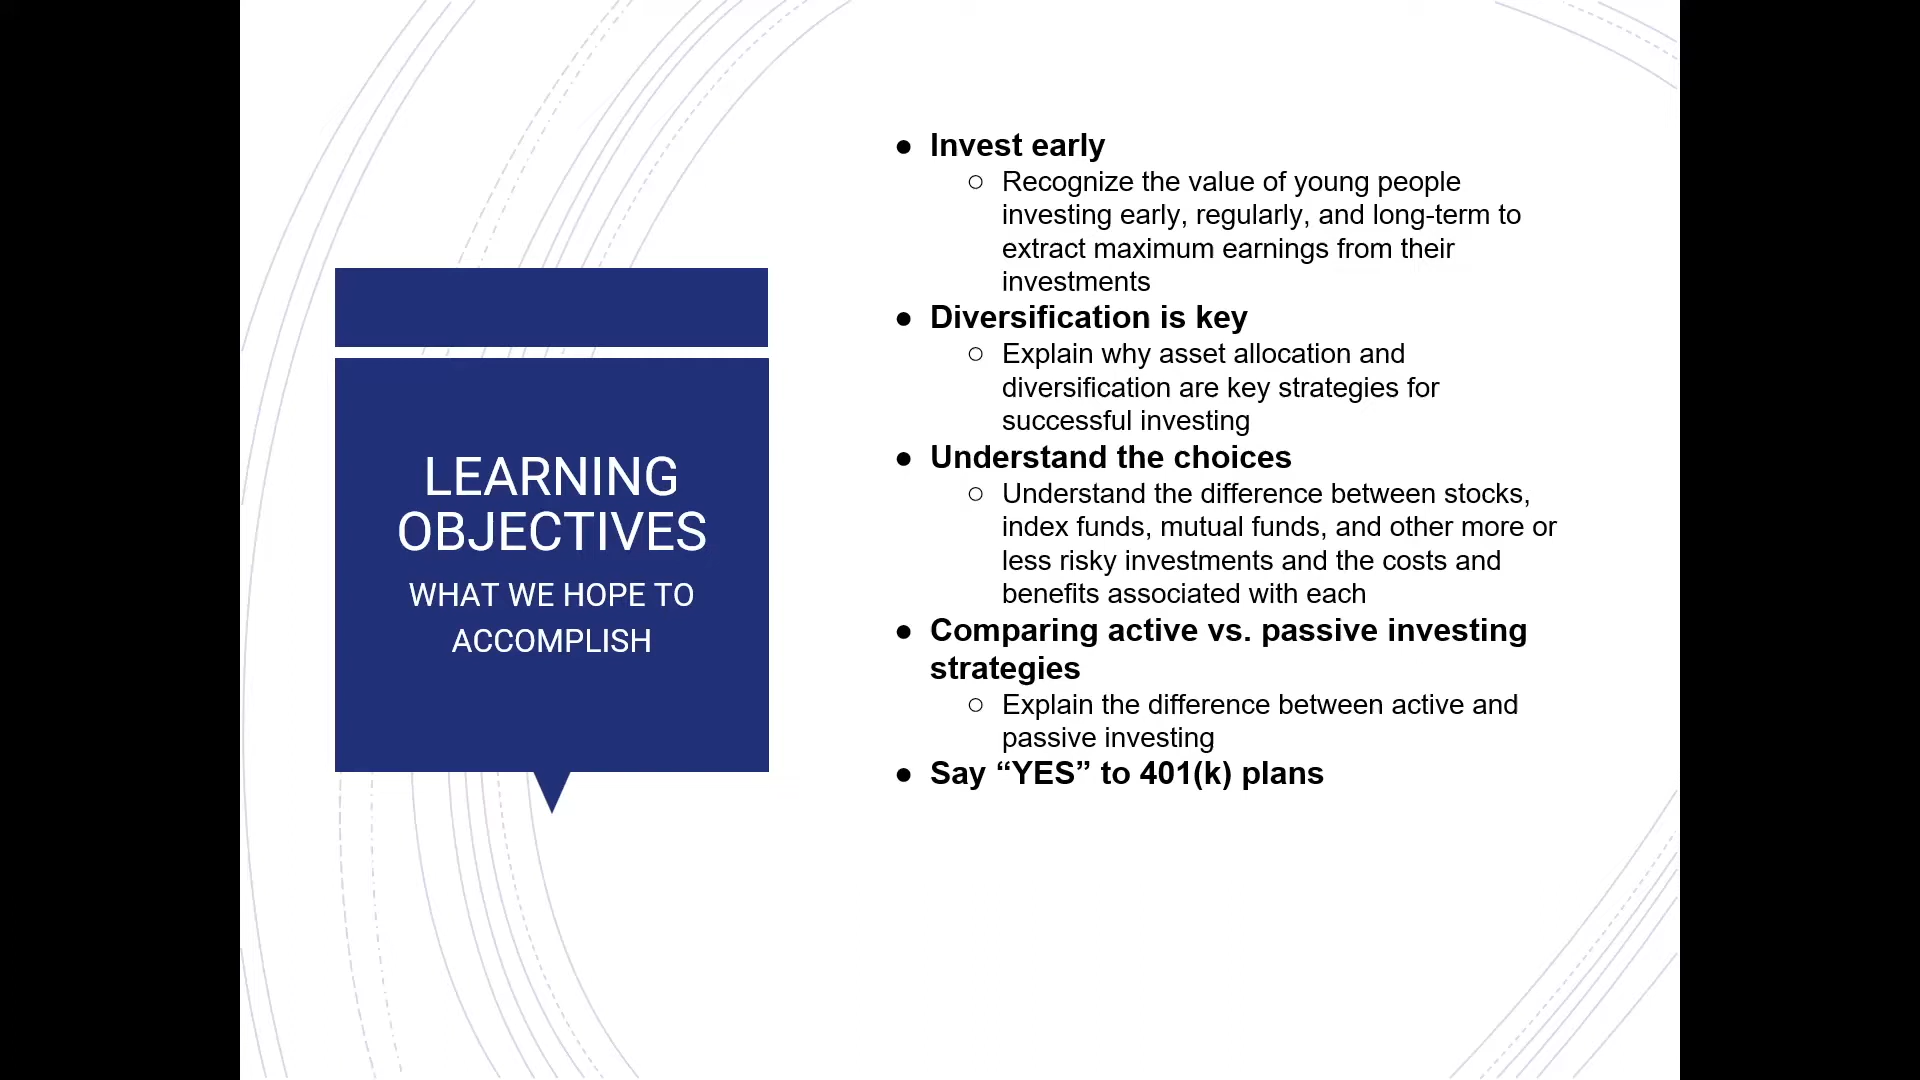 LEARNING
OBJECTIVES
WHAT WE HOPE TO
ACCOMPLISH
● Invest early
○ Recognize the value of young people
investing early, regularly, and long-term to
extract maximum earnings from their
investments
● Diversification is key
○ Explain why asset allocation and
diversification are key strategies for
successful investing
● Understand the choices
○ Understand the difference between stocks,
index funds, mutual funds, and other more or
less risky investments and the costs and
benefits associated with each
● Comparing active vs. passive investing
strategies
○ Explain the difference between active and
passive investing
● Say “YES” to 401(k) plans